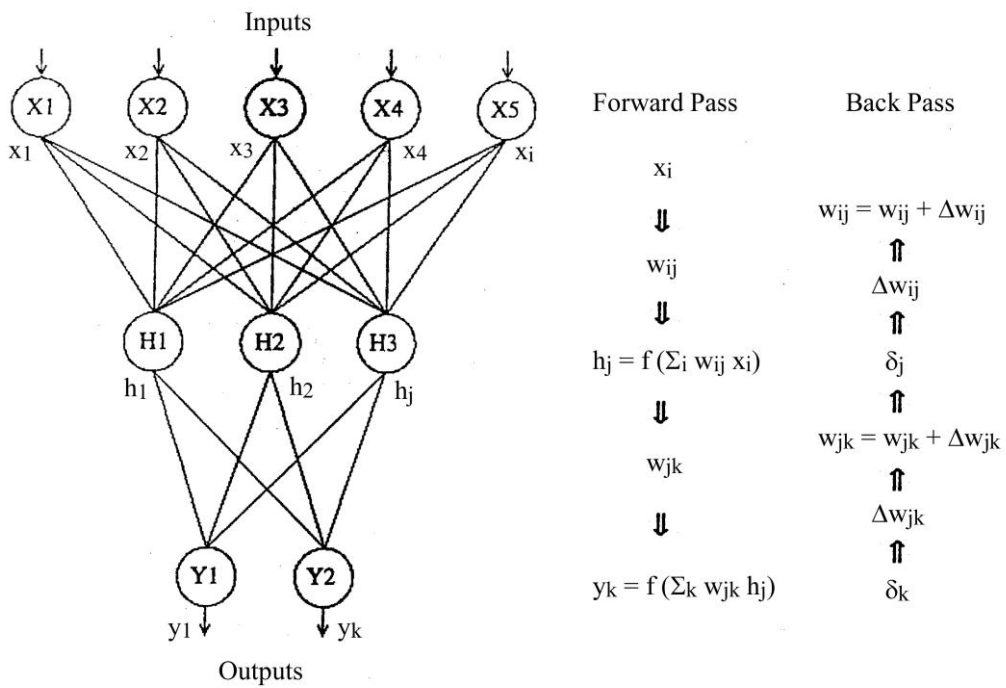 Inputs
X1 X2 X3 X4 X5
x1 x2 x3 x4 xi
H1 H2 H3
h1 h2 hj
Y1 Y2
y1 yk
Outputs
Forward Pass
xi
⇓
wij
⇓
hj = f (Σi wij xi)
⇓
wjk
⇓
yk = f (Σk wjk hj)
Back Pass
wij = wij + Δwij
⇑
Δwij
⇑
δj
⇑
wjk = wjk + Δwjk
⇑
Δwjk
⇑
δk